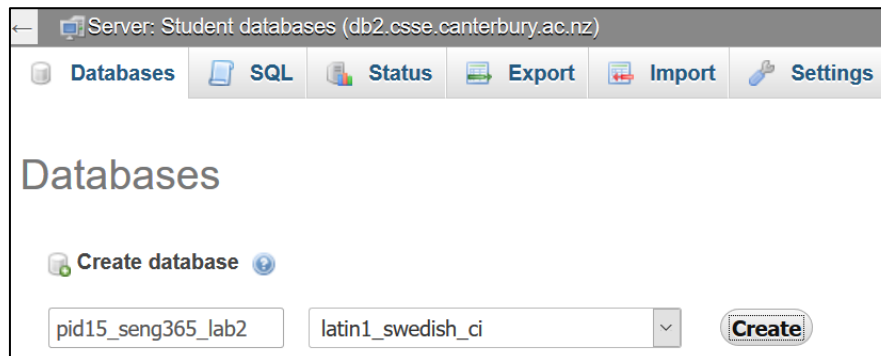 ← Server: Student databases (db2.csse.canterbury.ac.nz)
Databases SQL Status Export Import Settings
Databases
Create database ?
pid15_seng365_lab2 latin1_swedish_ci Create